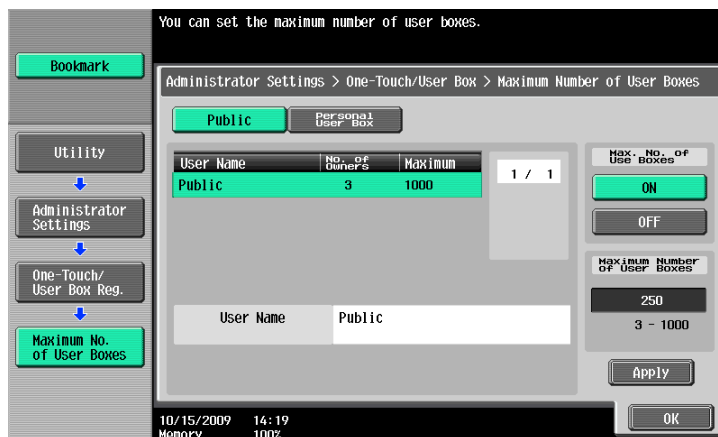 You can set the maximum number of user boxes.
Bookmark
Administrator Settings > One-Touch/User Box > Maximum Number of User Boxes
Public
Personal
User Box
Utility
Administrator
Settings
One-Touch/
User Box Reg.
Maximum No.
of User Boxes
User Name No. of Owners Maximum
Public 3 1000
1 / 1
User Name Public
Max. No. of
Use Boxes
ON
OFF
Maximum Number
of User Boxes
250
3 - 1000
Apply
OK
10/15/2009 14:19
Memory 100%